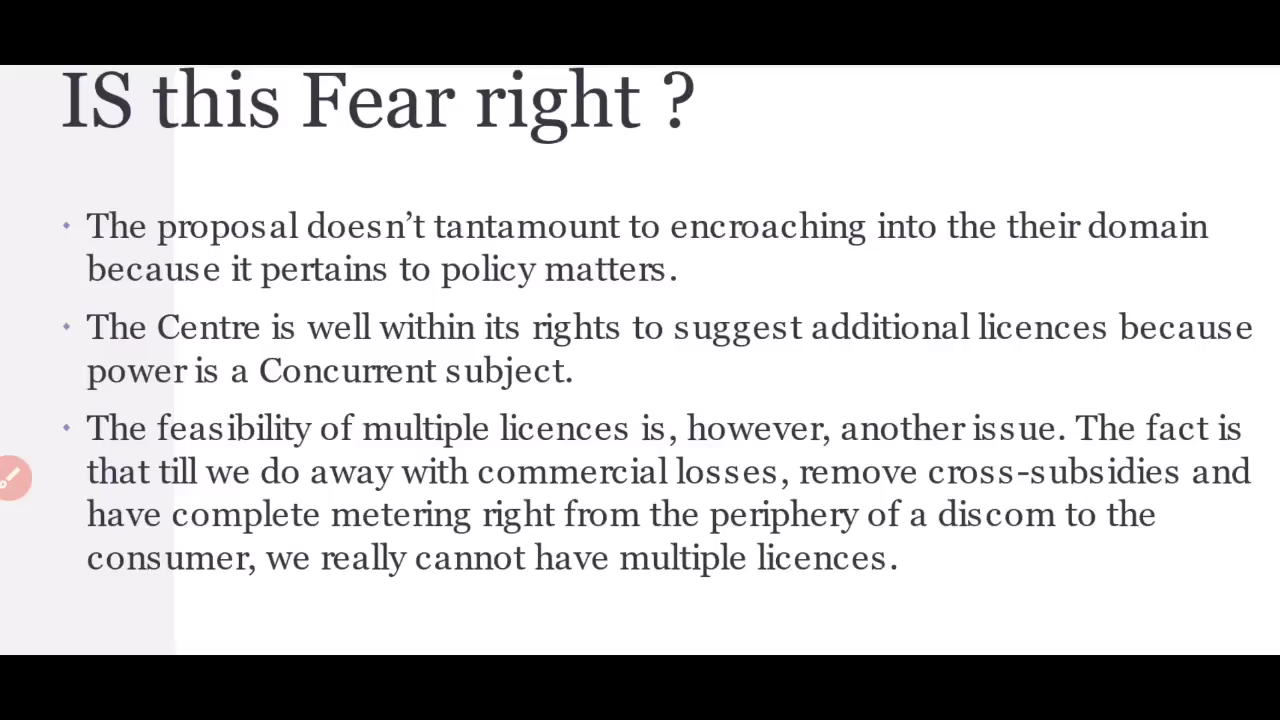 IS this Fear right ?
The proposal doesn’t tantamount to encroaching into the their domain
because it pertains to policy matters.
The Centre is well within its rights to suggest additional licences because
power is a Concurrent subject.
The feasibility of multiple licences is, however, another issue. The fact is
that till we do away with commercial losses, remove cross-subsidies and
have complete metering right from the periphery of a discom to the
consumer, we really cannot have multiple licences.